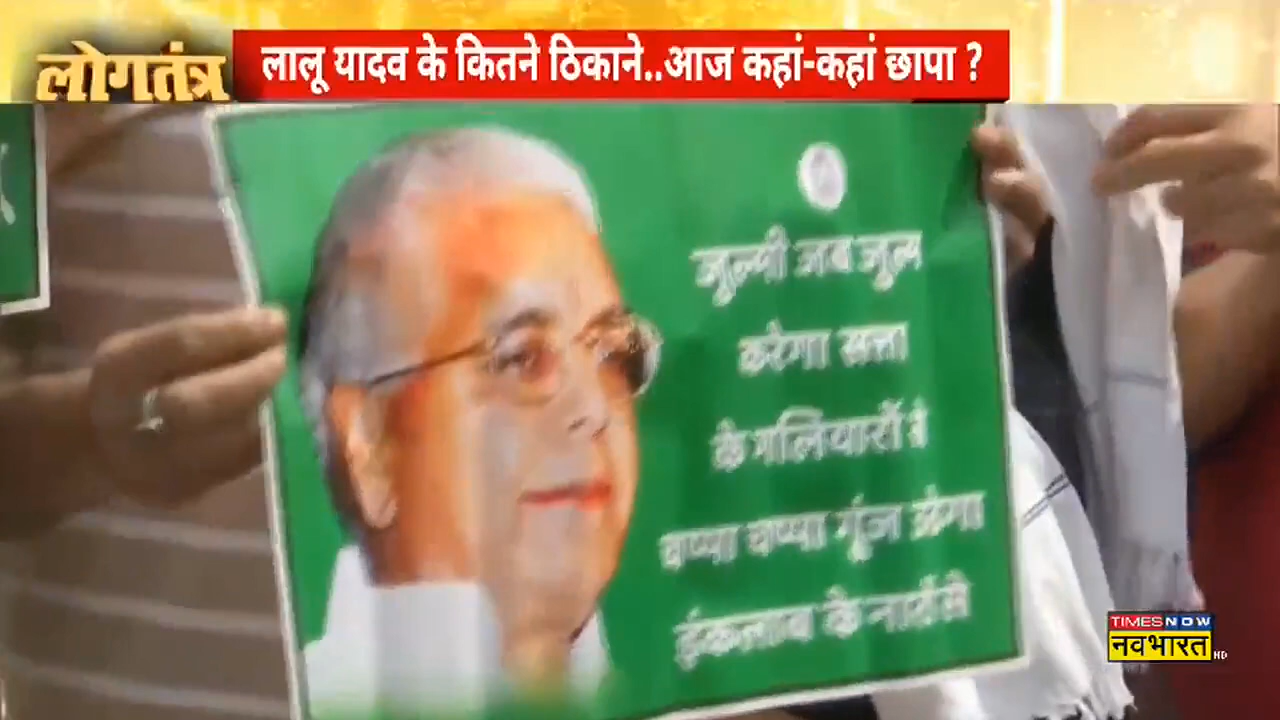 लोगतंत्र
लालू यादव के कितने ठिकाने..आज कहां-कहां छापा ?
जुल्मी जब जुल्म
करेगा सत्ता
के गलियारों से
चप्पा चप्पा गूंज उठेगा
इंकलाब के नारों से
TIMES NOW
नवभारत HD